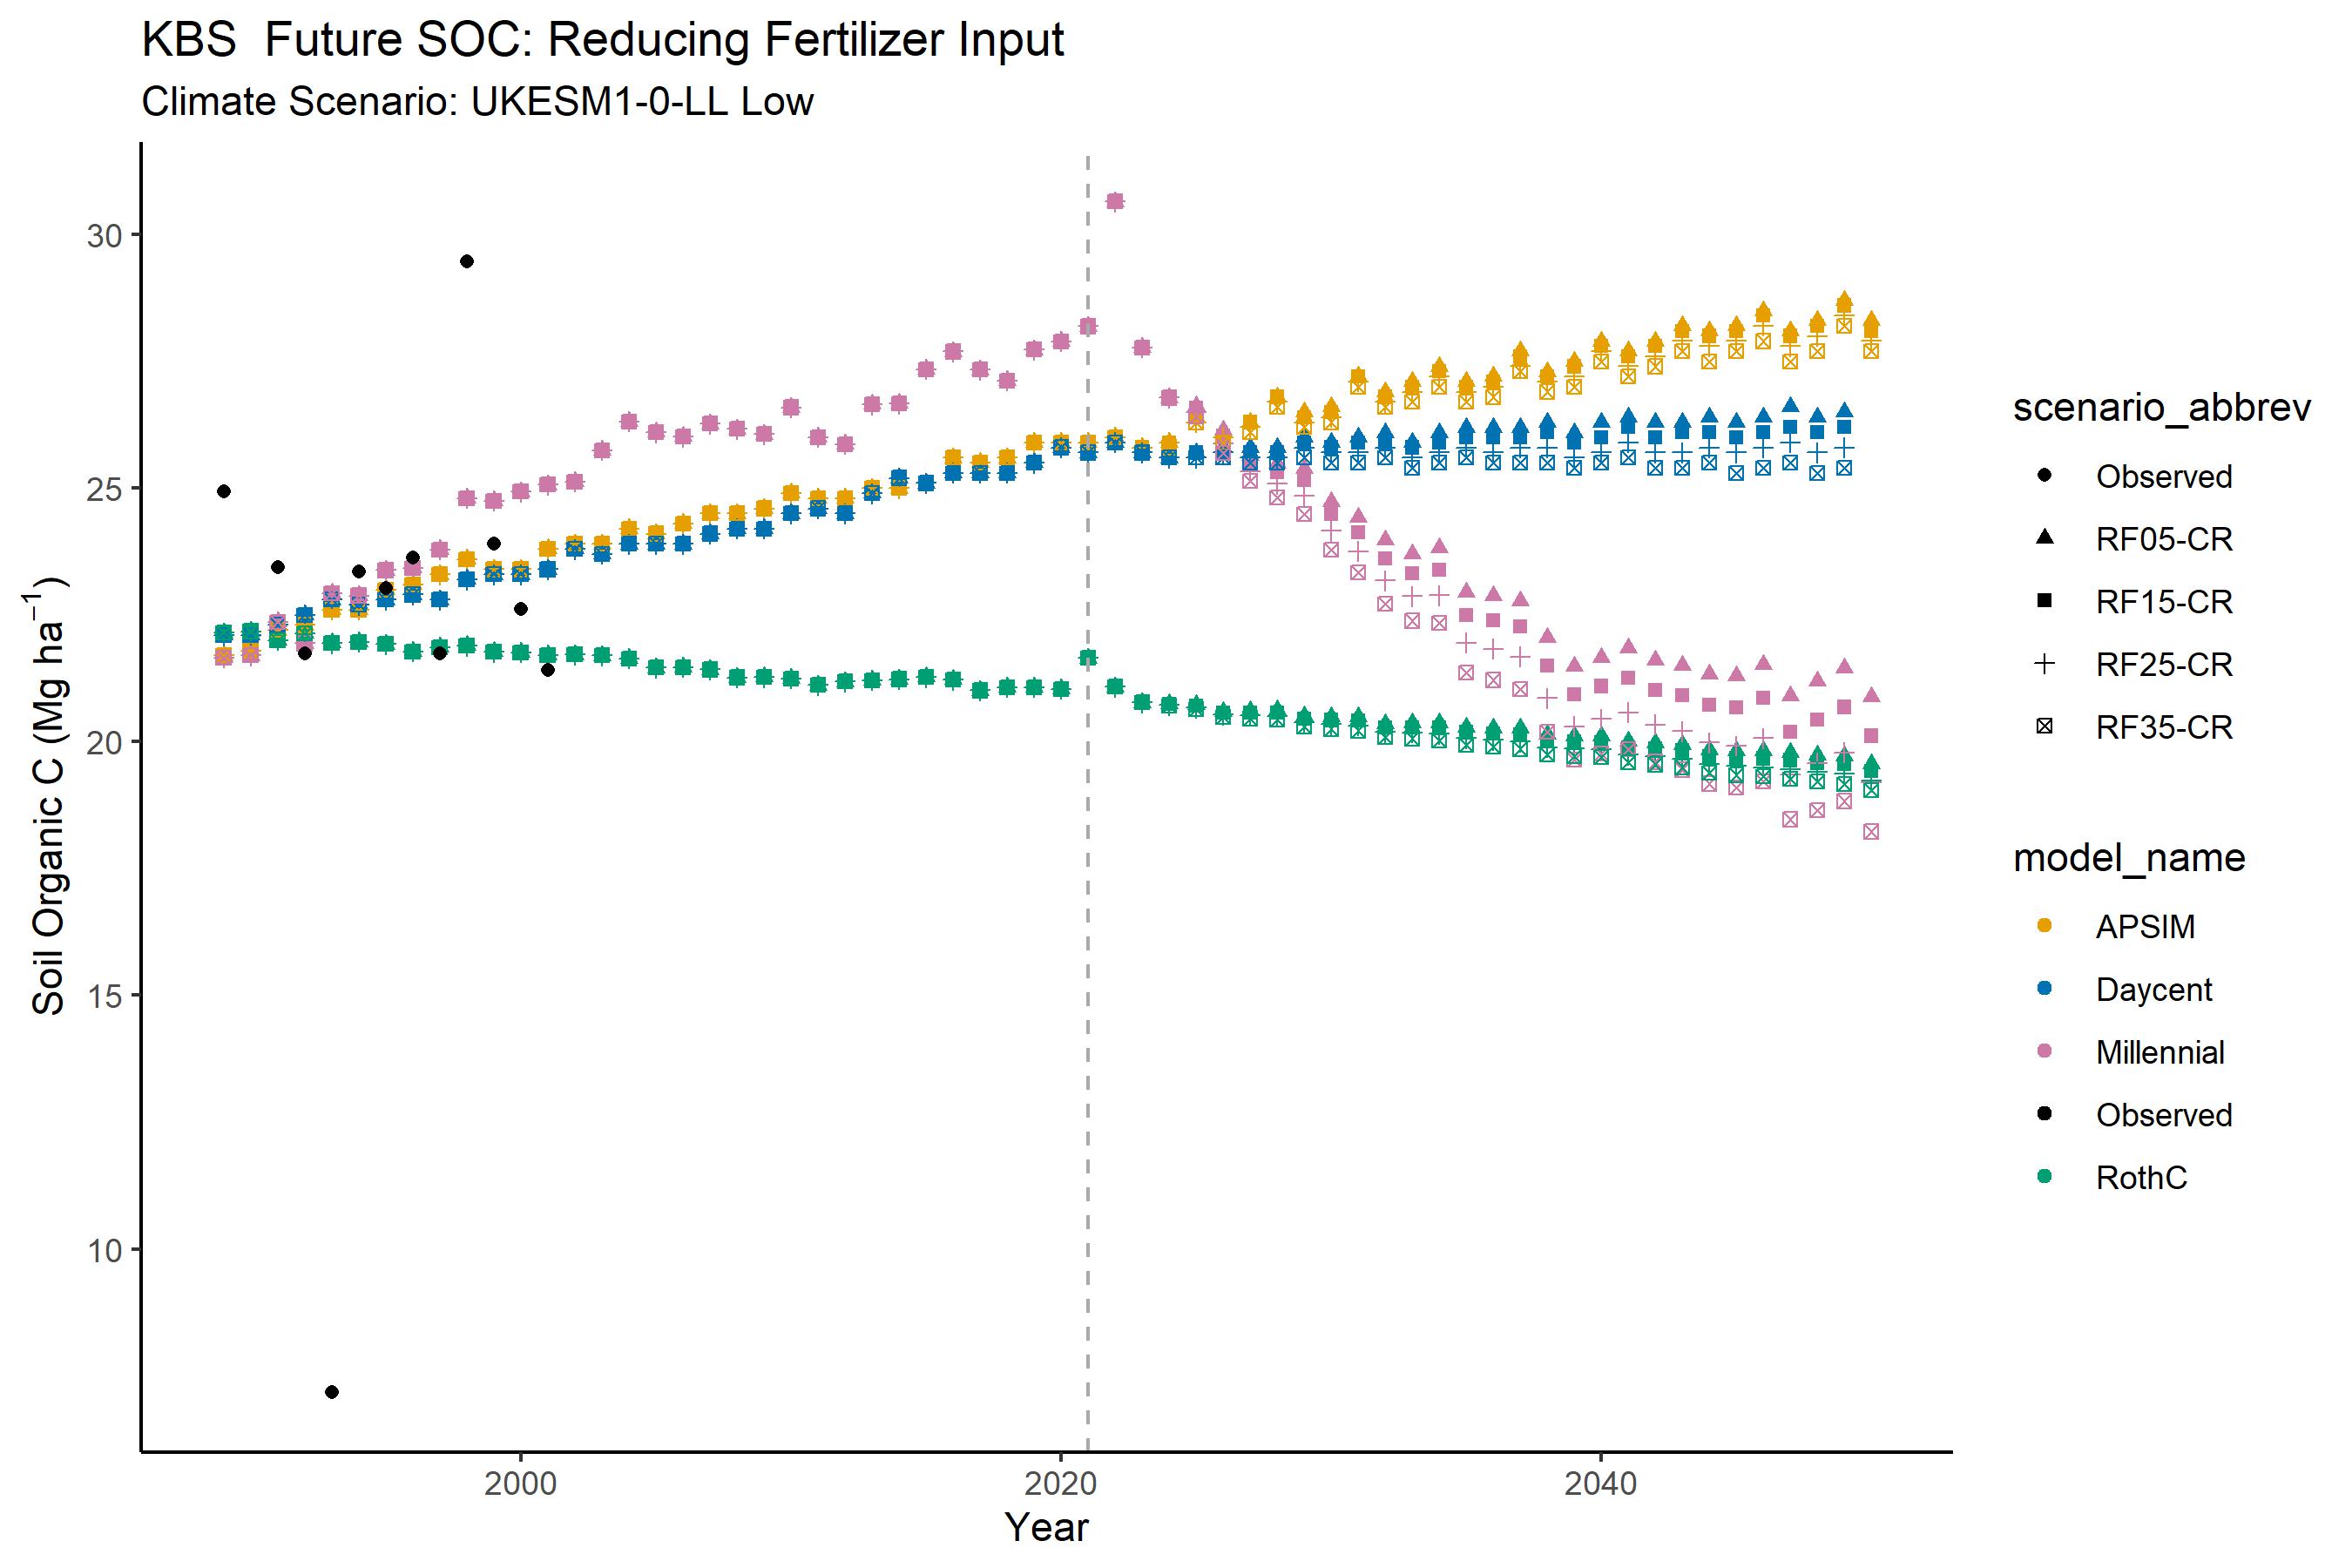 KBS  Future SOC: Reducing Fertilizer Input
Climate Scenario: UKESM1-0-LL Low
Soil Organic C (Mg ha⁻¹)
30
25
20
15
10
2000
2020
2040
Year
scenario_abbrev
Observed
RF05-CR
RF15-CR
RF25-CR
RF35-CR
model_name
APSIM
Daycent
Millennial
Observed
RothC